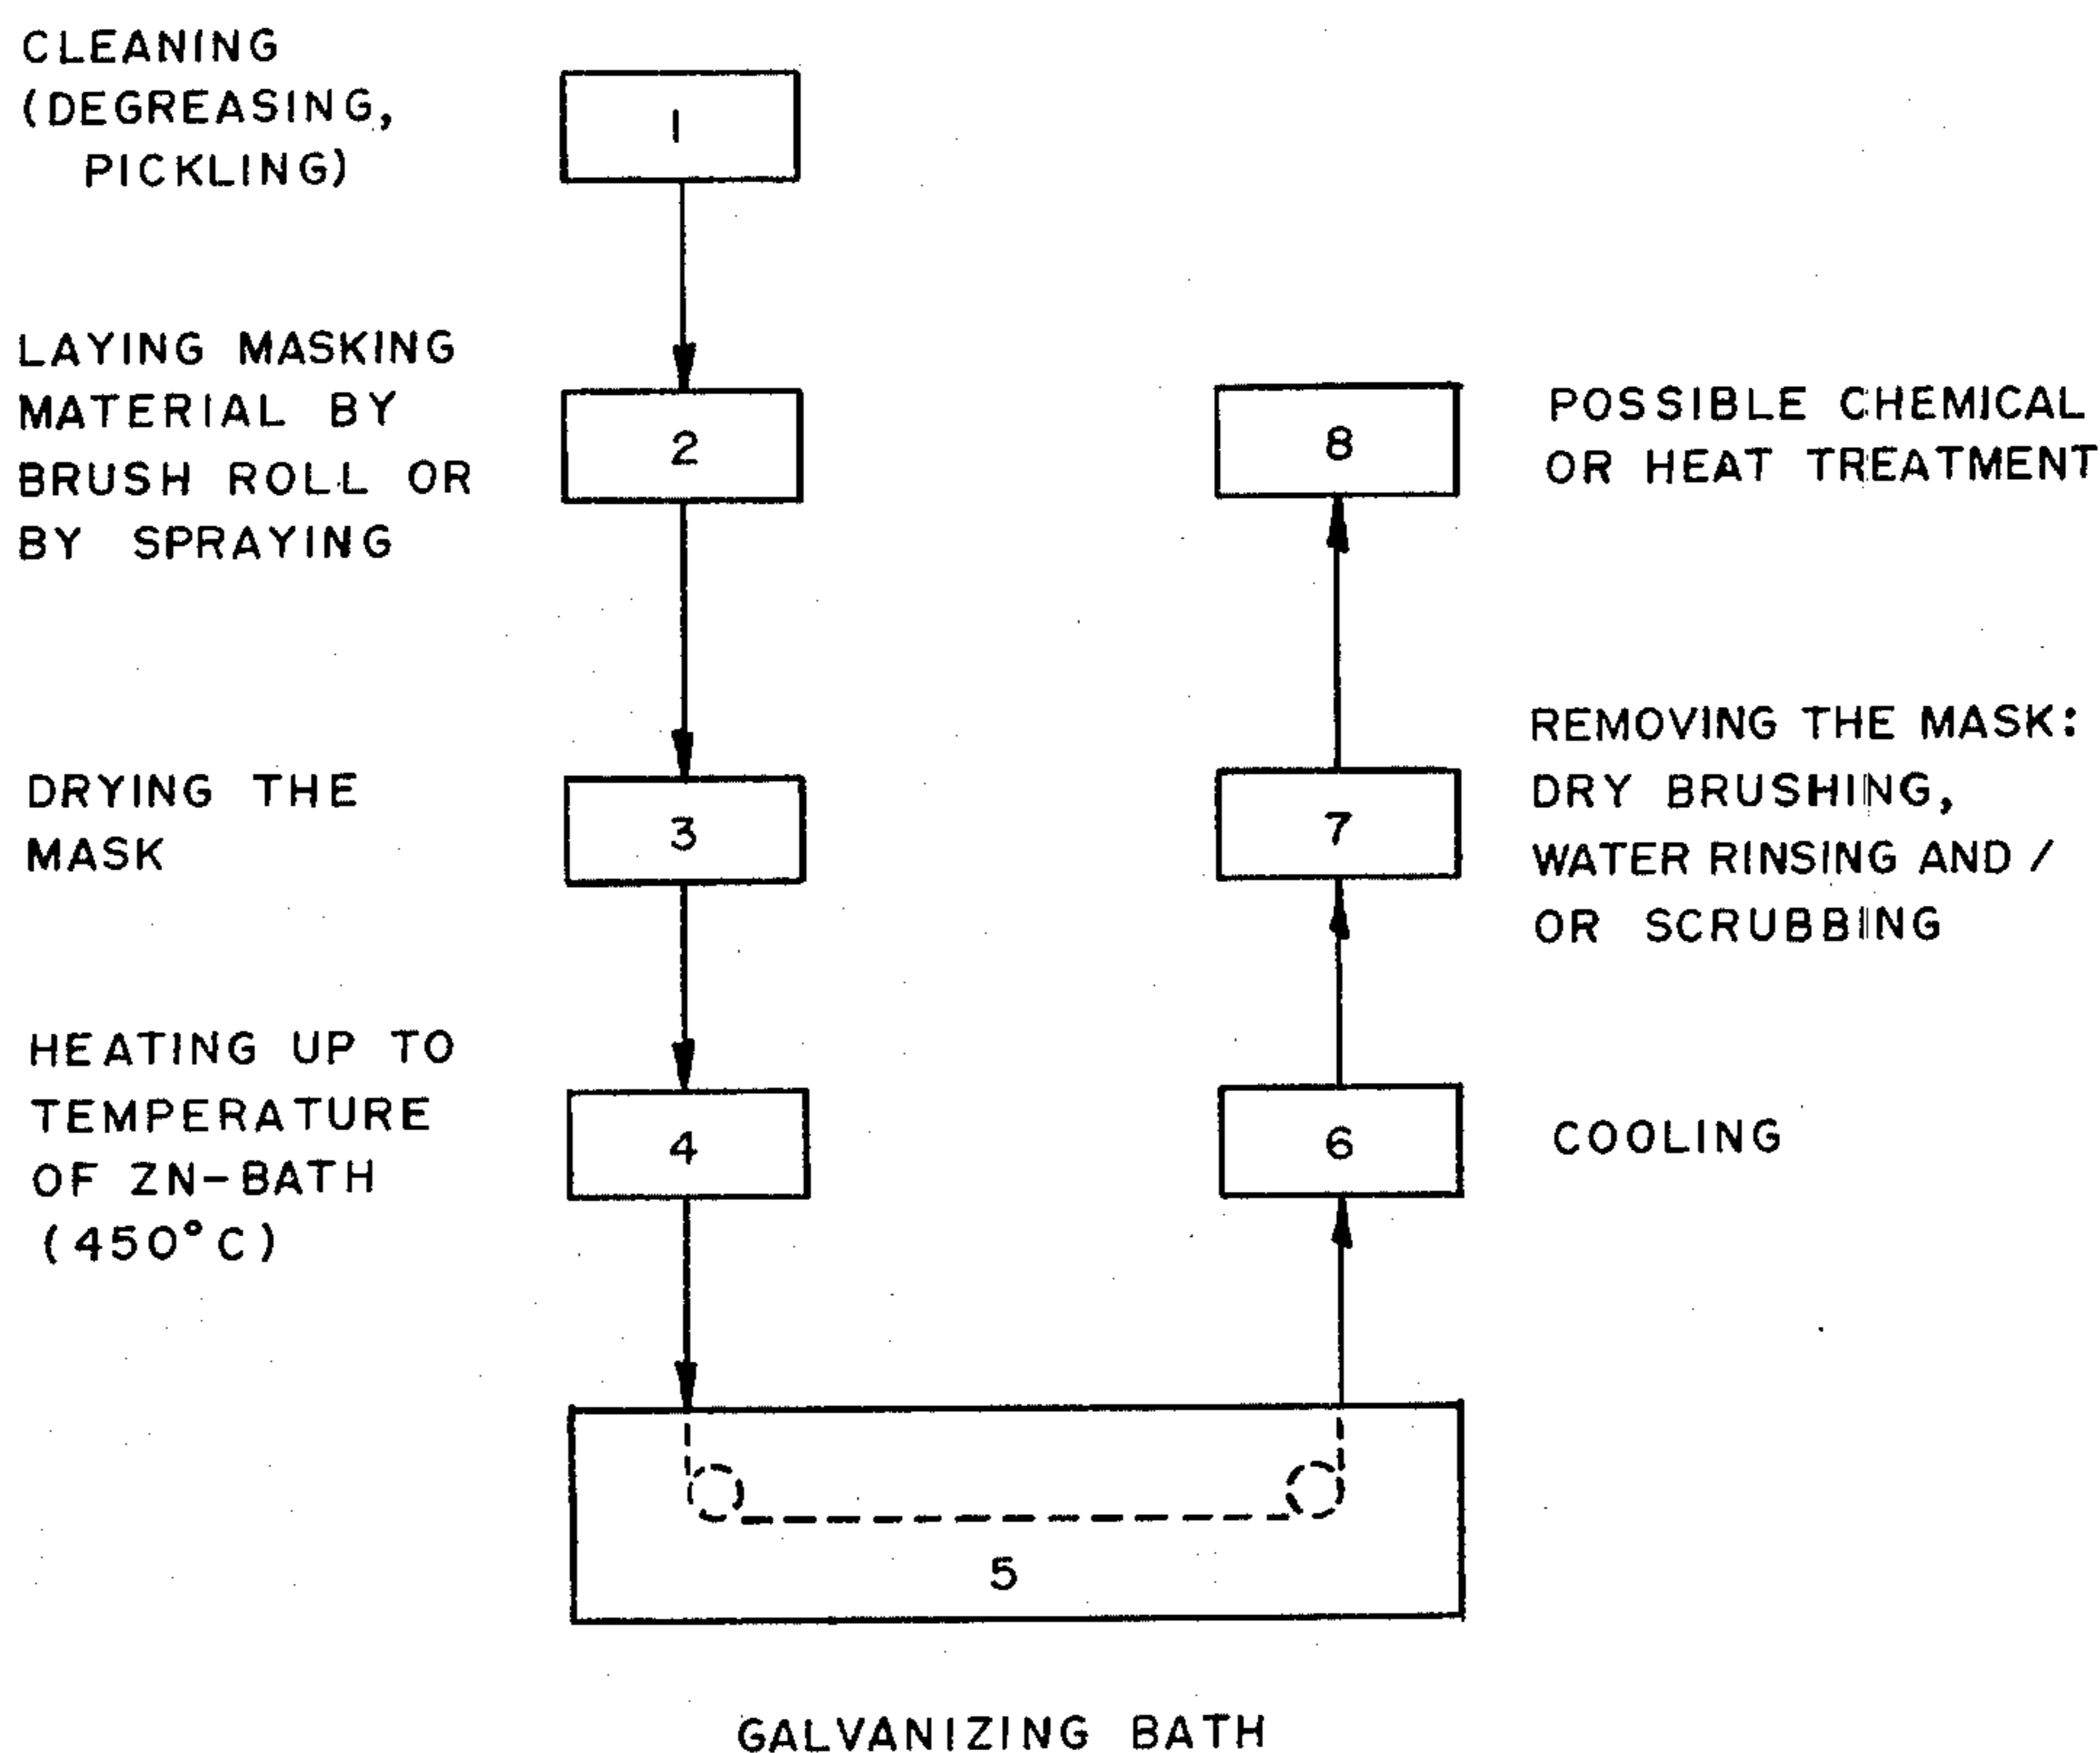 CLEANING
(DEGREASING,
PICKLING)
1
LAYING MASKING
MATERIAL BY
BRUSH ROLL OR
BY SPRAYING
2
DRYING THE
MASK
3
HEATING UP TO
TEMPERATURE
OF ZN-BATH
(450°C)
4
5
GALVANIZING BATH
6
COOLING
7
REMOVING THE MASK:
DRY BRUSHING,
WATER RINSING AND /
OR SCRUBBING
8
POSSIBLE CHEMICAL
OR HEAT TREATMENT